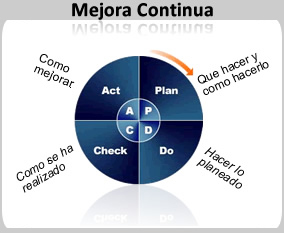 Mejora Continua
Como
mejorar
Que hacer y
como hacerlo
Act
Plan
A
P
C
D
Check
Do
Como se ha
realizado
Hacer lo
planeado